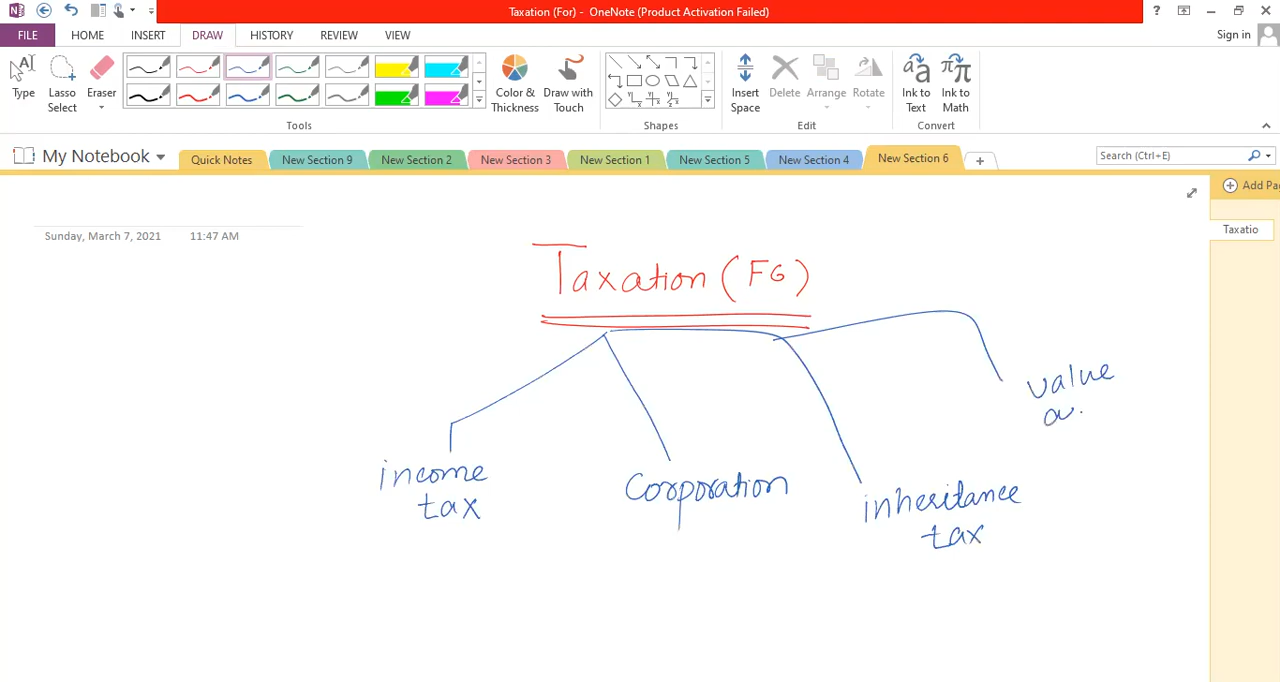 Taxation (For) - OneNote (Product Activation Failed)
FILE HOME INSERT DRAW HISTORY REVIEW VIEW
Sign in
Type
Lasso Select
Eraser
Color & Thickness
Draw with Touch
Insert Space
Delete
Arrange
Rotate
Ink to Text
Ink to Math
Tools
Shapes
Edit
Convert
My Notebook
Quick Notes
New Section 9
New Section 2
New Section 3
New Section 1
New Section 5
New Section 4
New Section 6
Search (Ctrl+E)
Add Pa
Taxatio
Sunday, March 7, 2021 11:47 AM
Taxation (F6)
value
income
tax
Corporation
inheritance
tax